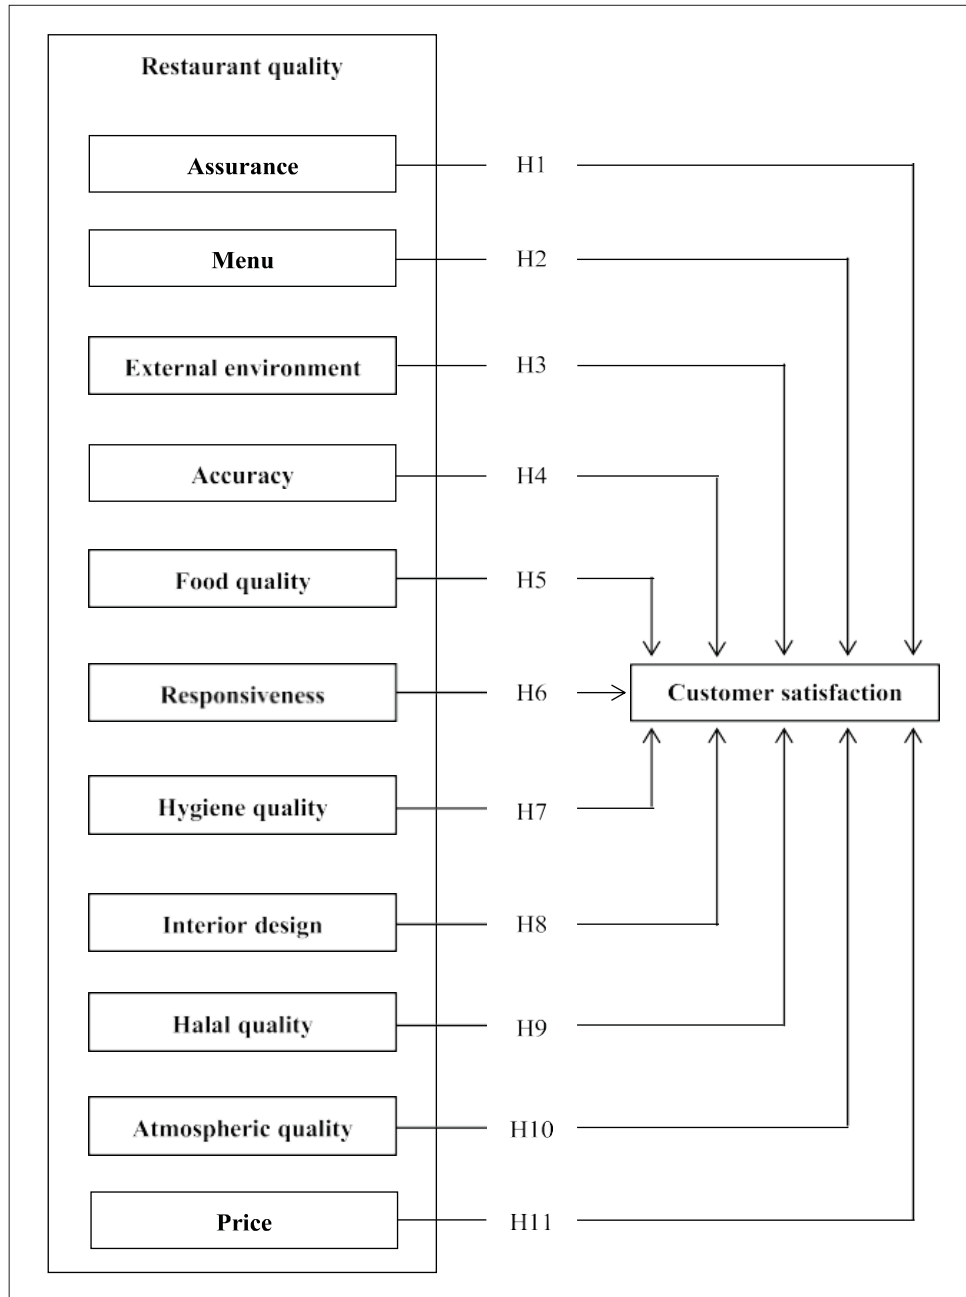 Restaurant quality
Assurance
H1
Menu
H2
External environment
H3
Accuracy
H4
Food quality
H5
Responsiveness
H6
Customer satisfaction
Hygiene quality
H7
Interior design
H8
Halal quality
H9
Atmospheric quality
H10
Price
H11